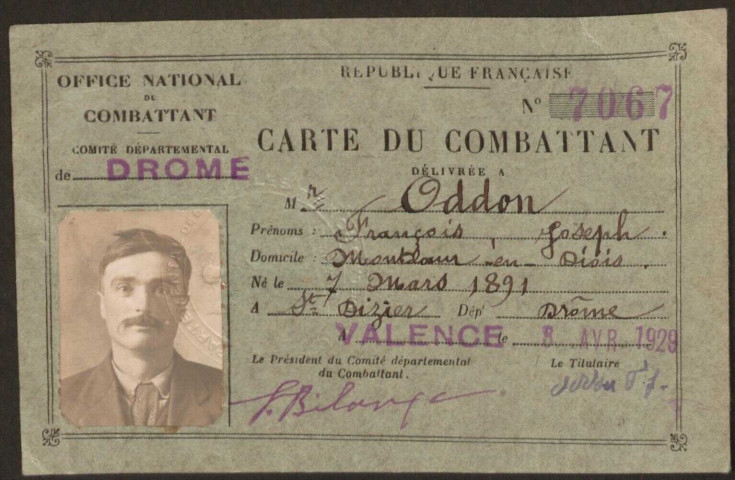 OFFICE NATIONAL
DU
COMBATTANT
COMITÉ DÉPARTEMENTAL
de DROME
RÉPUBLIQUE FRANÇAISE
N° 7067
CARTE DU COMBATTANT
DÉLIVRÉE A
Mr Oddon
Prénoms : François Joseph.
Domicile : Montlaur-en-Diois.
Né le 7 Mars 1891
A St Dizier Dépt Drôme
A VALENCE le 8 AVR 1929
Le Président du Comité départemental
du Combattant.
Le Titulaire